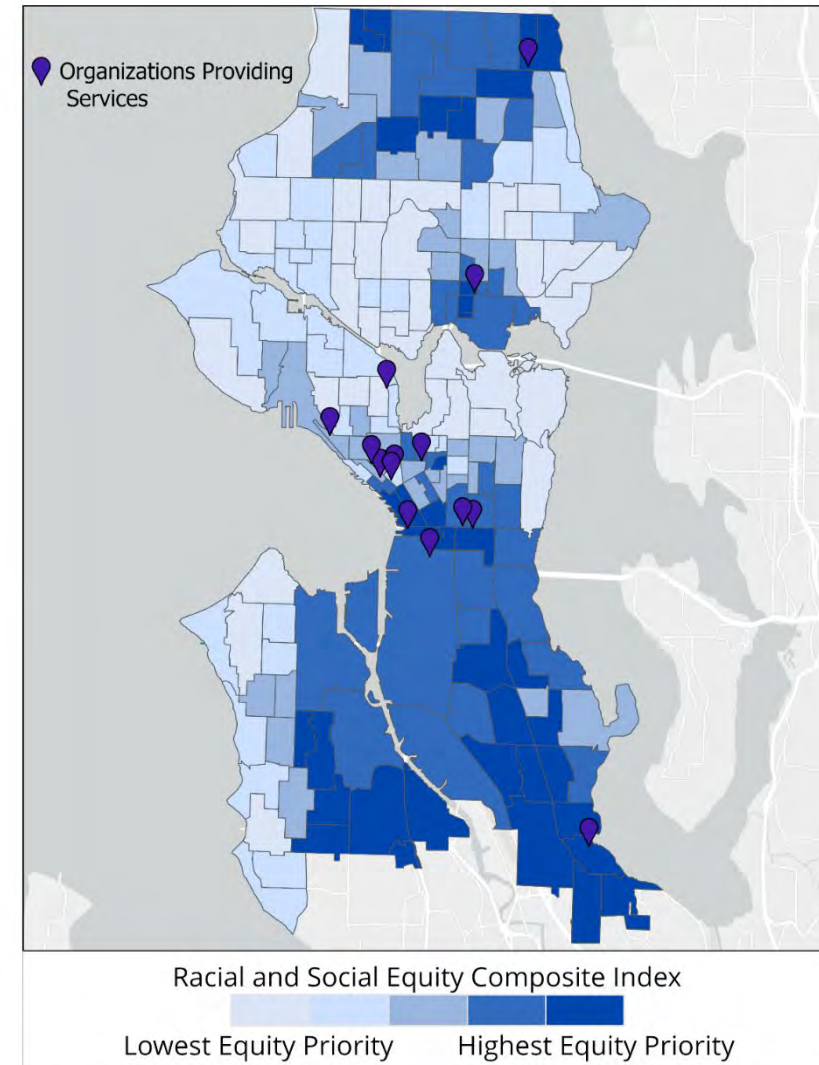 Organizations Providing
Services
Racial and Social Equity Composite Index
Lowest Equity Priority Highest Equity Priority